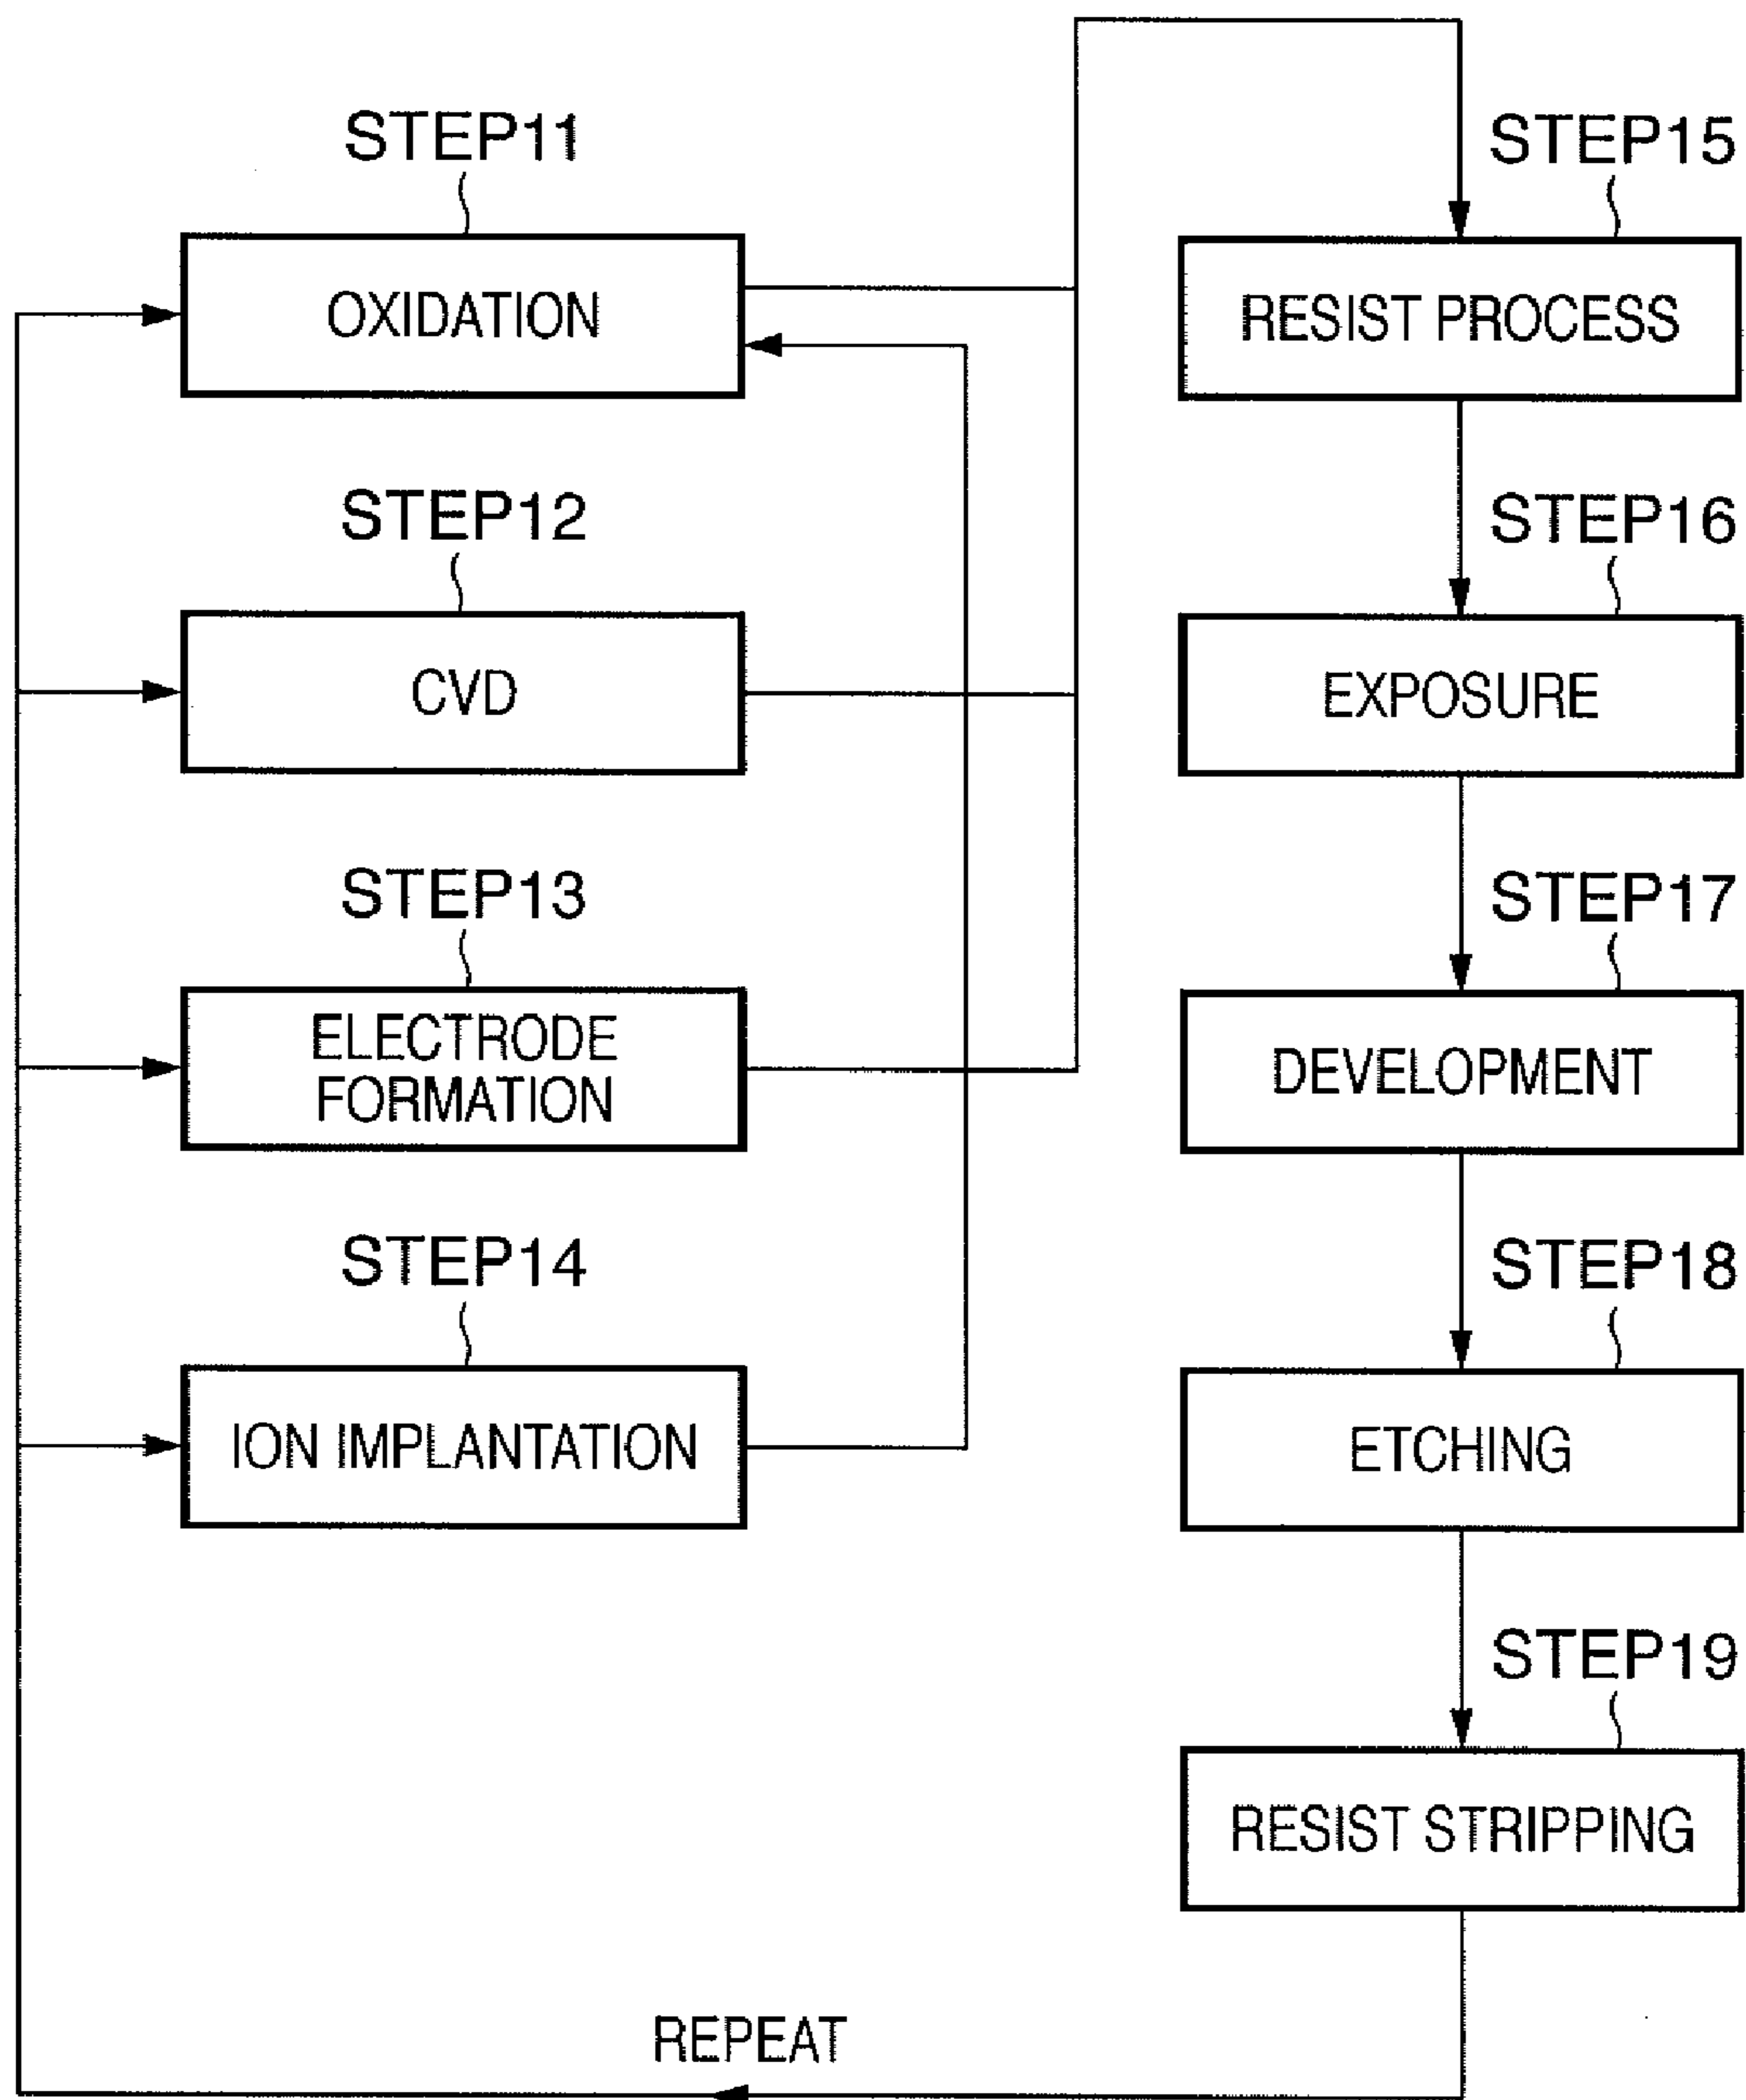 STEP11
OXIDATION
STEP12
CVD
STEP13
ELECTRODE
FORMATION
STEP14
ION IMPLANTATION
STEP15
RESIST PROCESS
STEP16
EXPOSURE
STEP17
DEVELOPMENT
STEP18
ETCHING
STEP19
RESIST STRIPPING
REPEAT